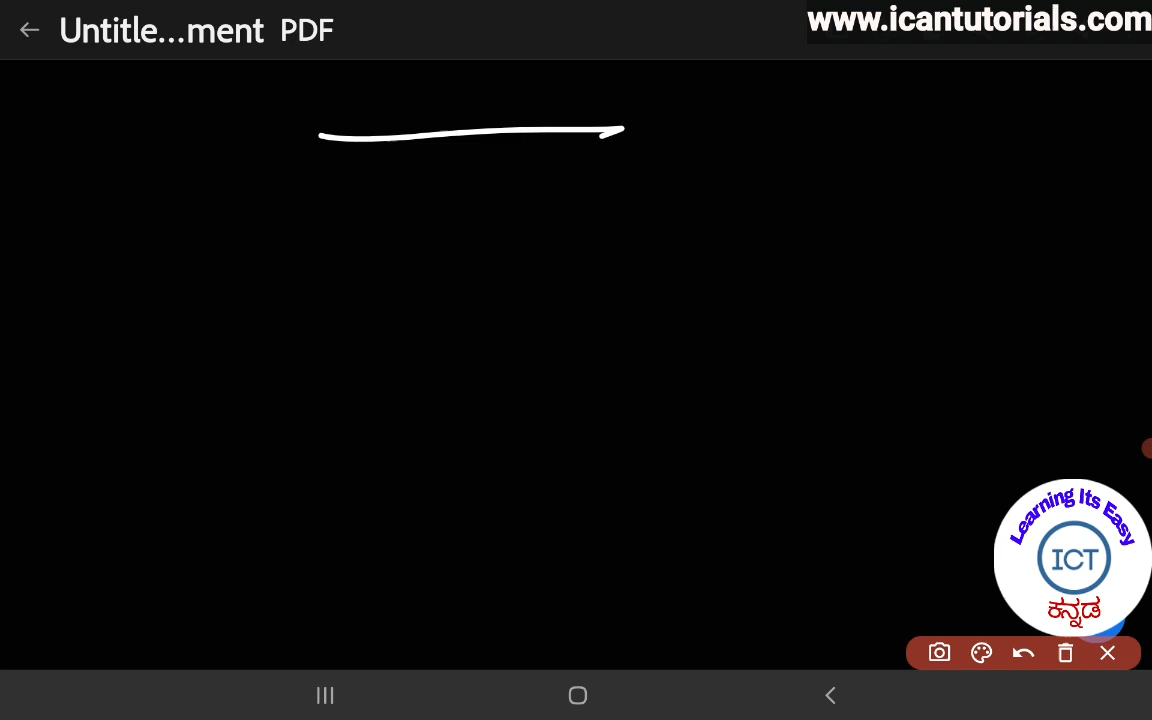 Untitle...ment PDF
www.icantutorials.com
Learning Its Easy
ICT
ಕನ್ನಡ